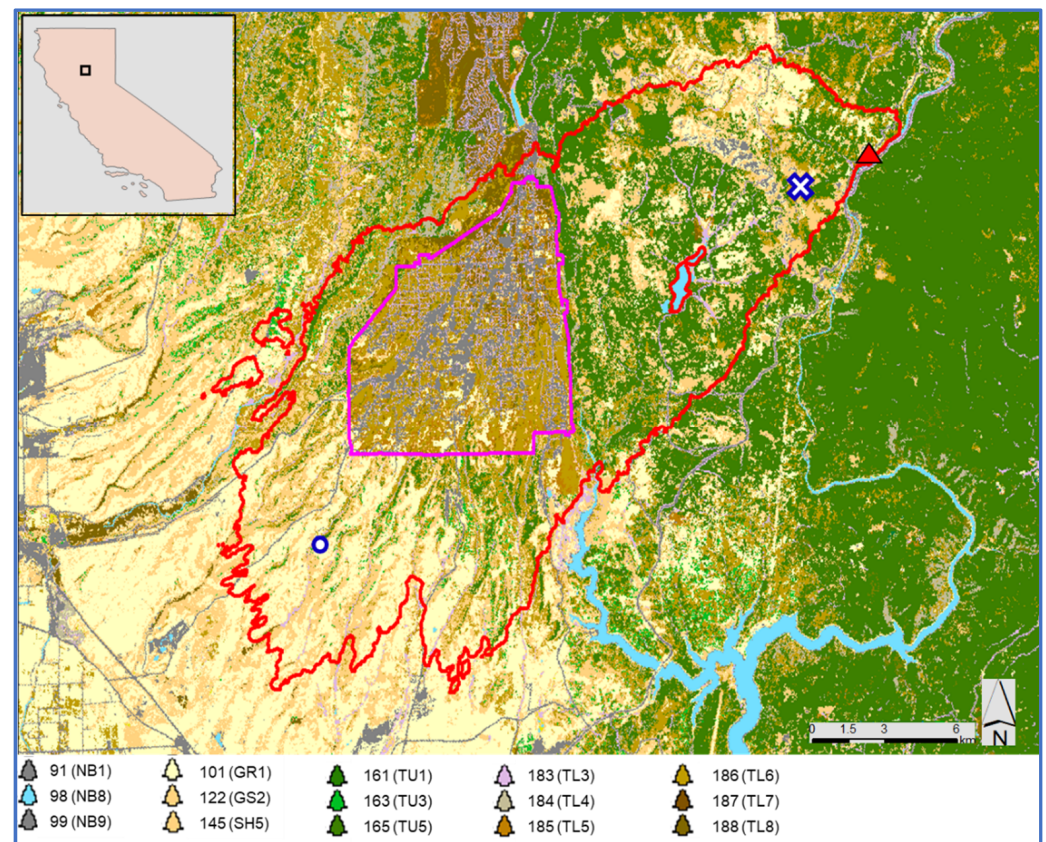 0 1.5 3 6
km
N
91 (NB1) 101 (GR1) 161 (TU1) 183 (TL3) 186 (TL6)
98 (NB8) 122 (GS2) 163 (TU3) 184 (TL4) 187 (TL7)
99 (NB9) 145 (SH5) 165 (TU5) 185 (TL5) 188 (TL8)